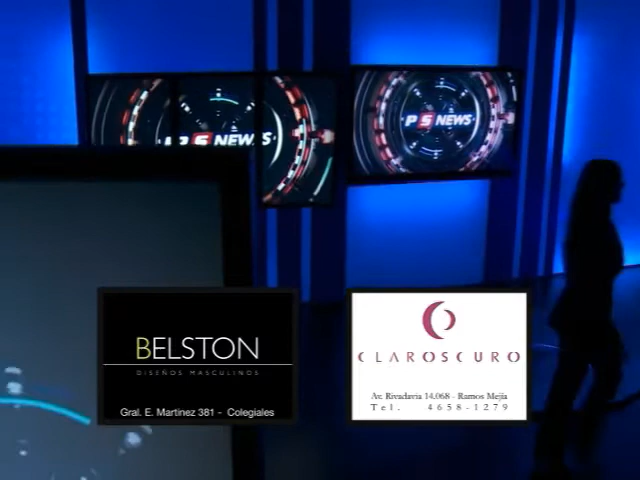 P5 NEWS
P5 NEWS
BELSTON
DISEÑOS MASCULINOS
Gral. E. Martinez 381 - Colegiales
CLAROSCURO
Av. Rivadavia 14.068 - Ramos Mejía
Tel. 4658-1279